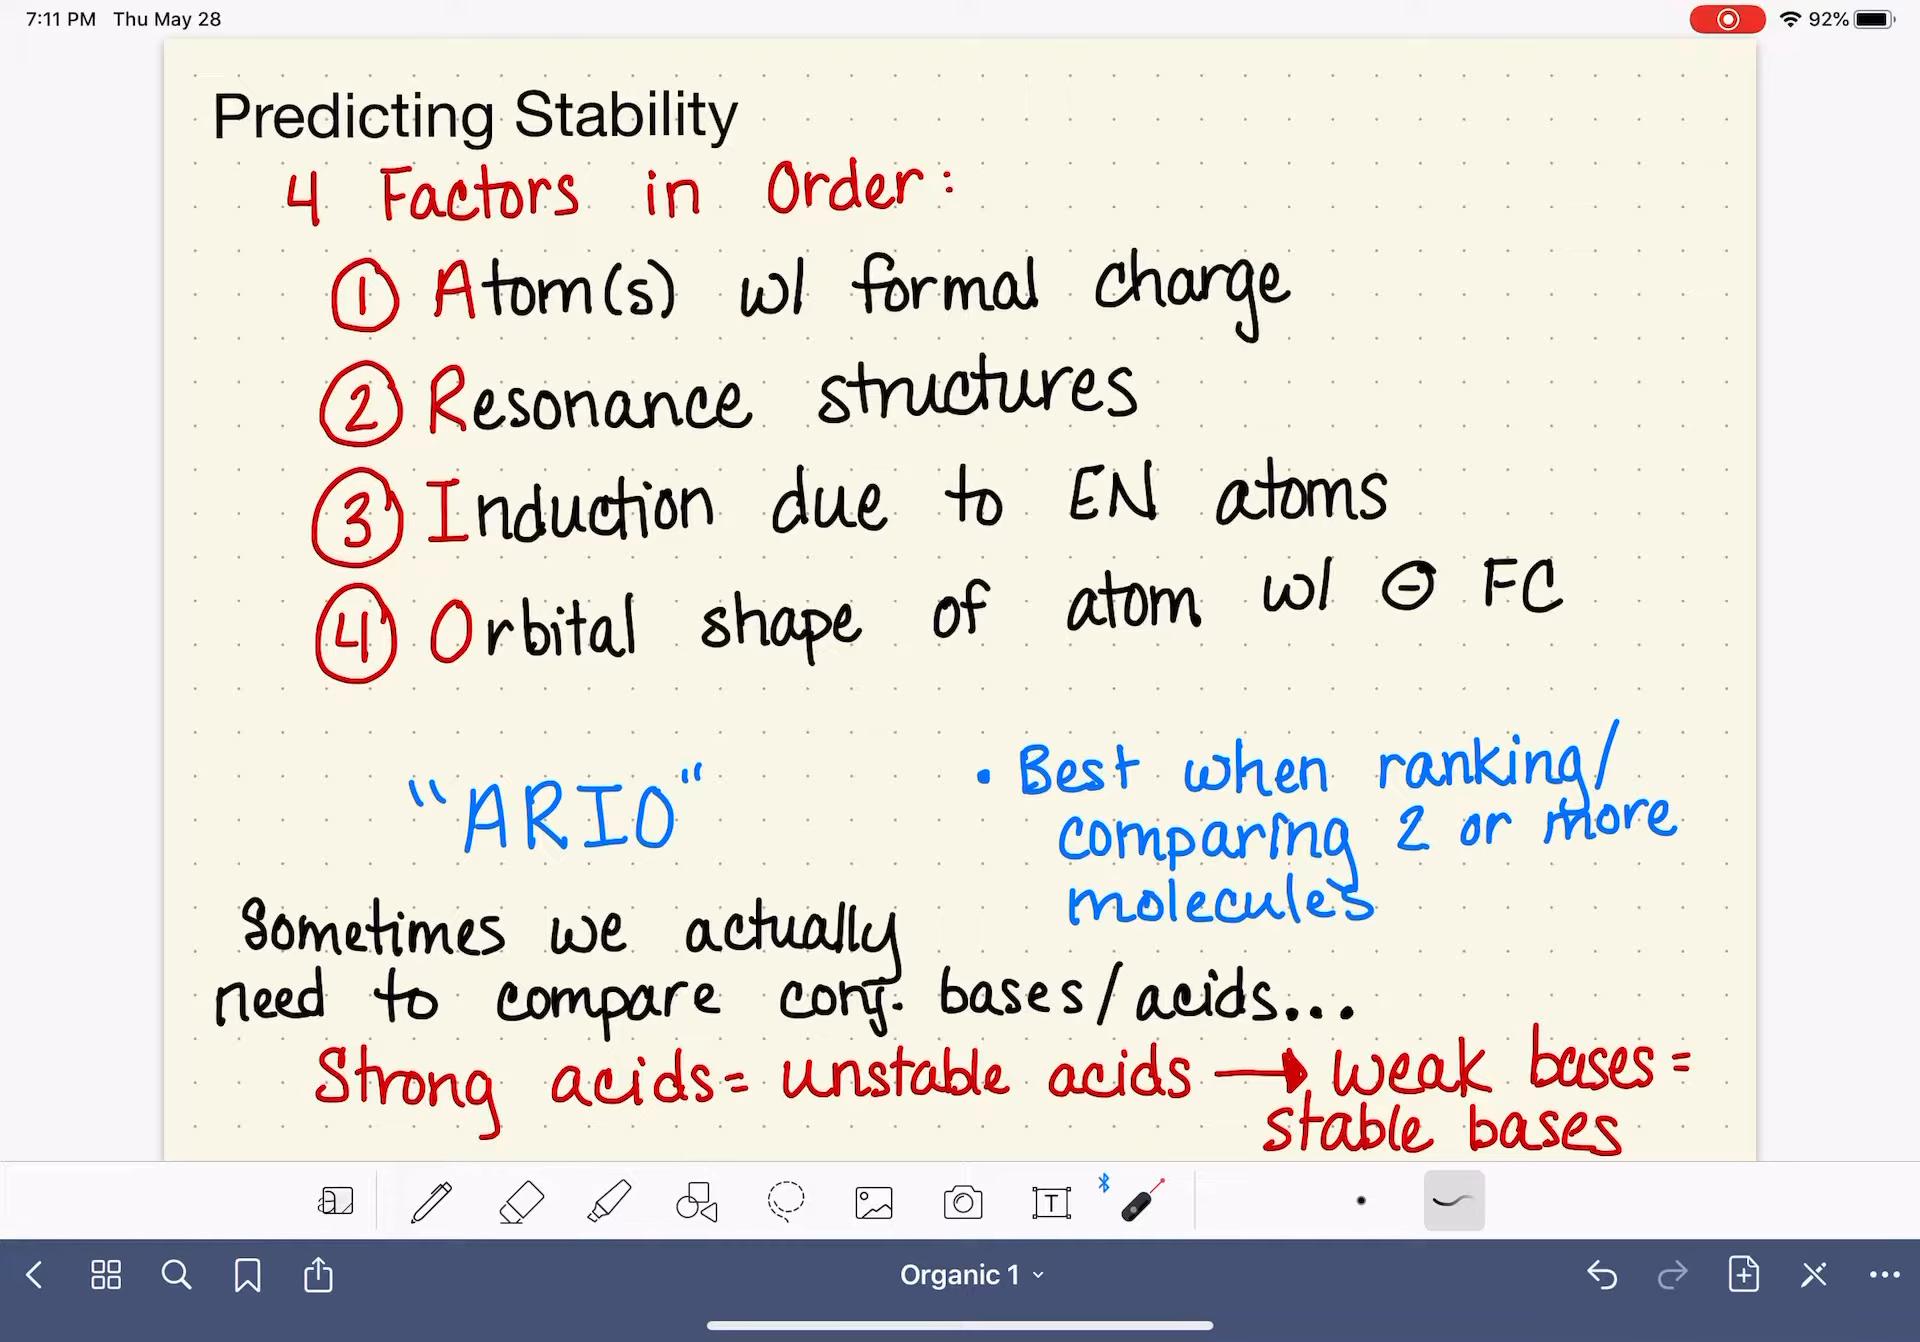 7:11 PM Thu May 28
92%
Predicting Stability
4 Factors in Order:
① Atom(s) w/ formal charge
② Resonance structures
③ Induction due to EN atoms
④ Orbital shape of atom w/ ⊖ FC
"ARIO"
• Best when ranking/
comparing 2 or more
molecules
Sometimes we actually
need to compare conj. bases/acids...
Strong acids = unstable acids → weak bases =
stable bases
a
T
Organic 1